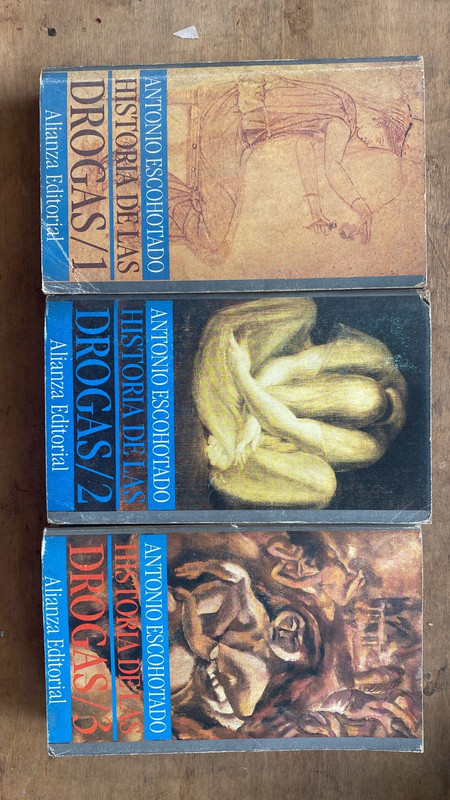 ANTONIO ESCOHOTADO
HISTORIA DE LAS
DROGAS/1
Alianza Editorial
ANTONIO ESCOHOTADO
HISTORIA DE LAS
DROGAS/2
Alianza Editorial
ANTONIO ESCOHOTADO
HISTORIA DE LAS
DROGAS/3
Alianza Editorial